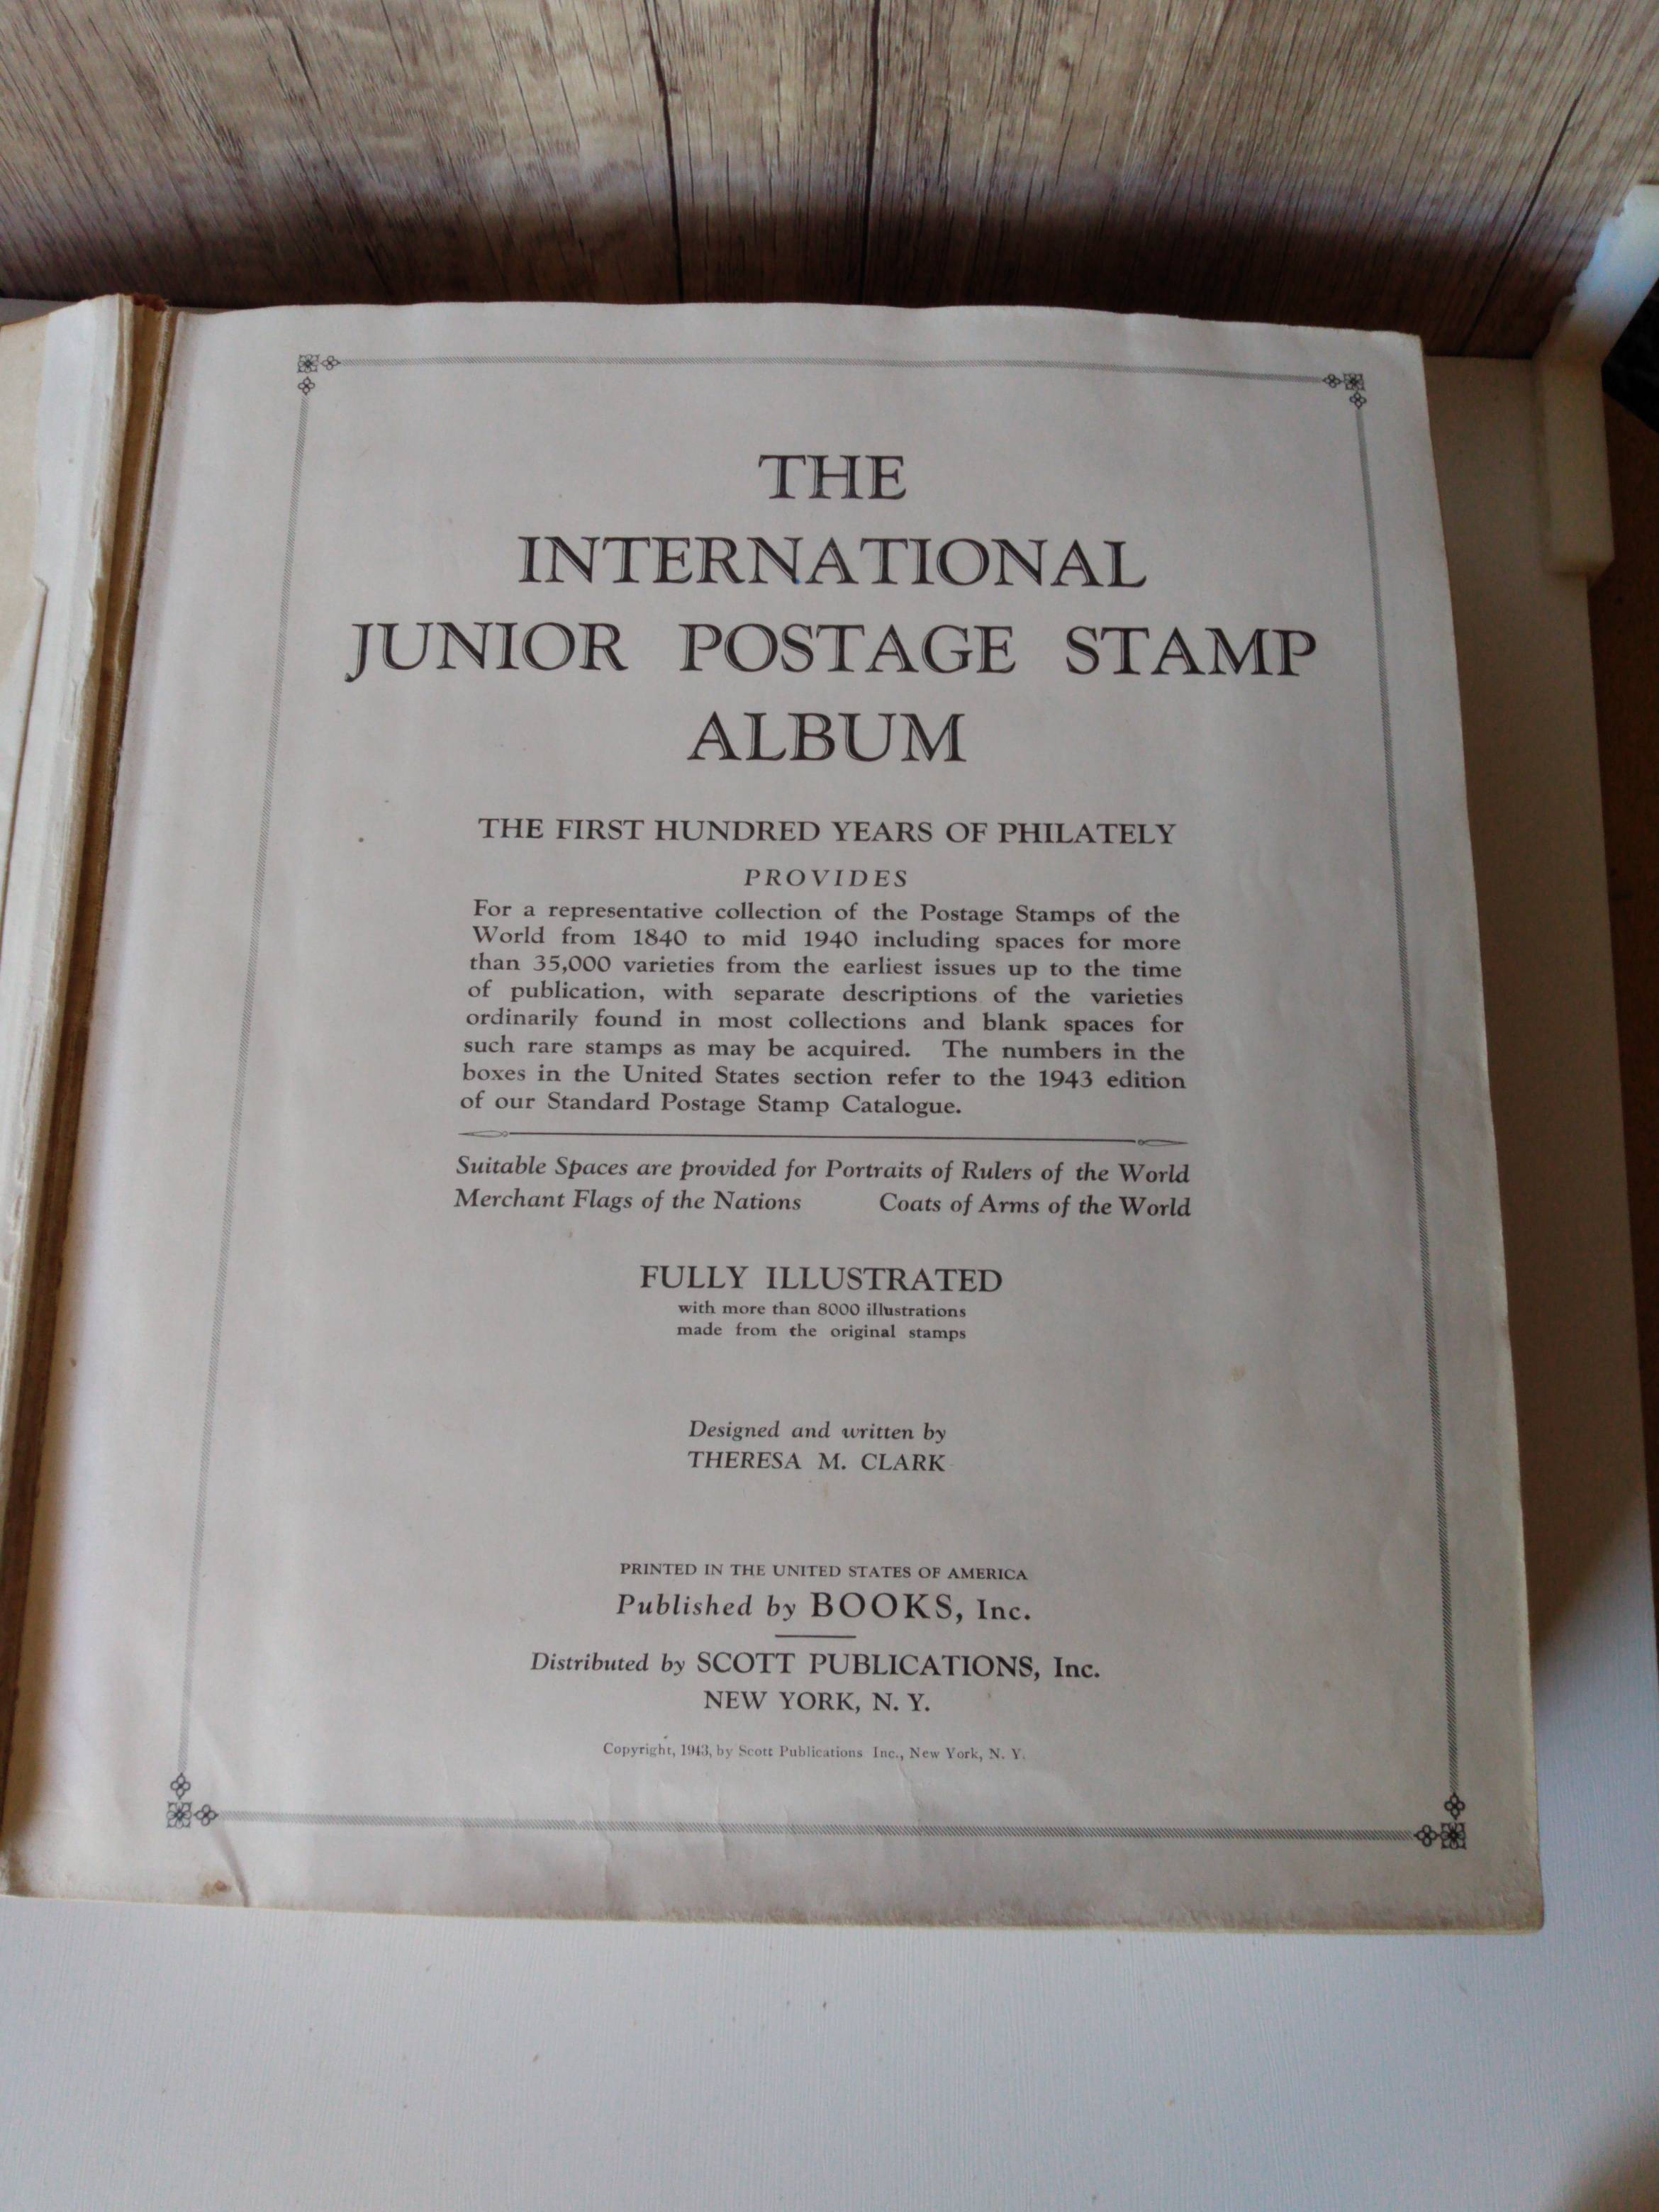 THE
INTERNATIONAL
JUNIOR POSTAGE STAMP
ALBUM
THE FIRST HUNDRED YEARS OF PHILATELY
PROVIDES
For a representative collection of the Postage Stamps of the
World from 1840 to mid 1940 including spaces for more
than 35,000 varieties from the earliest issues up to the time
of publication, with separate descriptions of the varieties
ordinarily found in most collections and blank spaces for
such rare stamps as may be acquired. The numbers in the
boxes in the United States section refer to the 1943 edition
of our Standard Postage Stamp Catalogue.
Suitable Spaces are provided for Portraits of Rulers of the World
Merchant Flags of the Nations Coats of Arms of the World
FULLY ILLUSTRATED
with more than 8000 illustrations
made from the original stamps
Designed and written by
THERESA M. CLARK
PRINTED IN THE UNITED STATES OF AMERICA
Published by BOOKS, Inc.
Distributed by SCOTT PUBLICATIONS, Inc.
NEW YORK, N. Y.
Copyright, 1943, by Scott Publications Inc., New York, N. Y.